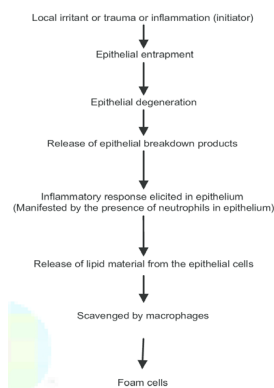 Local irritant or trauma or inflammation (initiator)
Epithelial entrapment
Epithelial degeneration
Release of epithelial breakdown products
Inflammatory response elicited in epithelium
(Manifested by the presence of neutrophils in epithelium)
Release of lipid material from the epithelial cells
Scavenged by macrophages
Foam cells